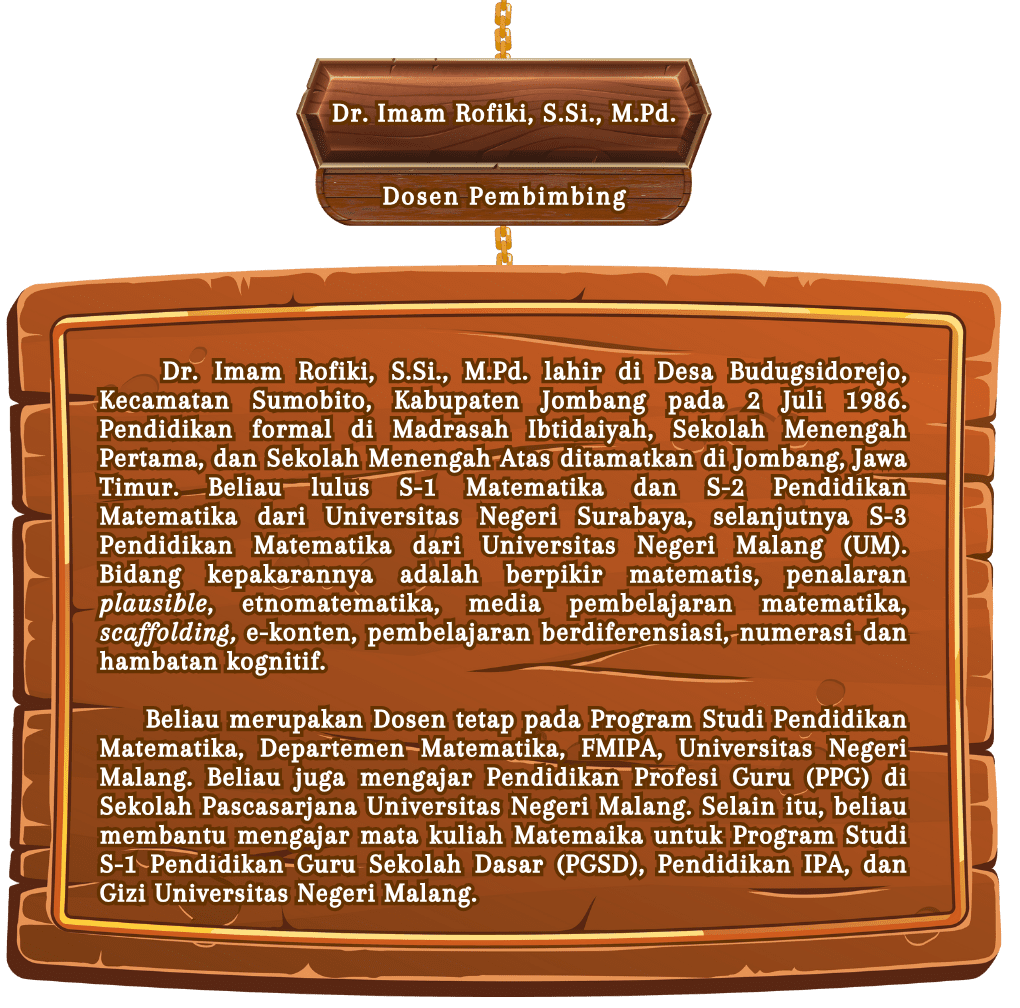 Dr. Imam Rofiki, S.Si., M.Pd.
Dosen Pembimbing
Dr. Imam Rofiki, S.Si., M.Pd. lahir di Desa Budugsidorejo,
Kecamatan Sumobito, Kabupaten Jombang pada 2 Juli 1986.
Pendidikan formal di Madrasah Ibtidaiyah, Sekolah Menengah
Pertama, dan Sekolah Menengah Atas ditamatkan di Jombang, Jawa
Timur. Beliau lulus S-1 Matematika dan S-2 Pendidikan
Matematika dari Universitas Negeri Surabaya, selanjutnya S-3
Pendidikan Matematika dari Universitas Negeri Malang (UM).
Bidang kepakarannya adalah berpikir matematis, penalaran
plausible, etnomatematika, media pembelajaran matematika,
scaffolding, e-konten, pembelajaran berdiferensiasi, numerasi dan
hambatan kognitif.
Beliau merupakan Dosen tetap pada Program Studi Pendidikan
Matematika, Departemen Matematika, FMIPA, Universitas Negeri
Malang. Beliau juga mengajar Pendidikan Profesi Guru (PPG) di
Sekolah Pascasarjana Universitas Negeri Malang. Selain itu, beliau
membantu mengajar mata kuliah Matemaika untuk Program Studi
S-1 Pendidikan Guru Sekolah Dasar (PGSD), Pendidikan IPA, dan
Gizi Universitas Negeri Malang.